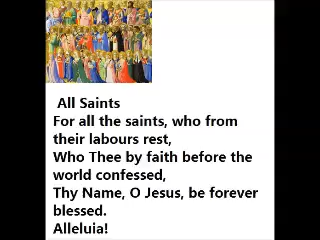 All Saints
For all the saints, who from
their labours rest,
Who Thee by faith before the
world confessed,
Thy Name, O Jesus, be forever
blessed.
Alleluia!